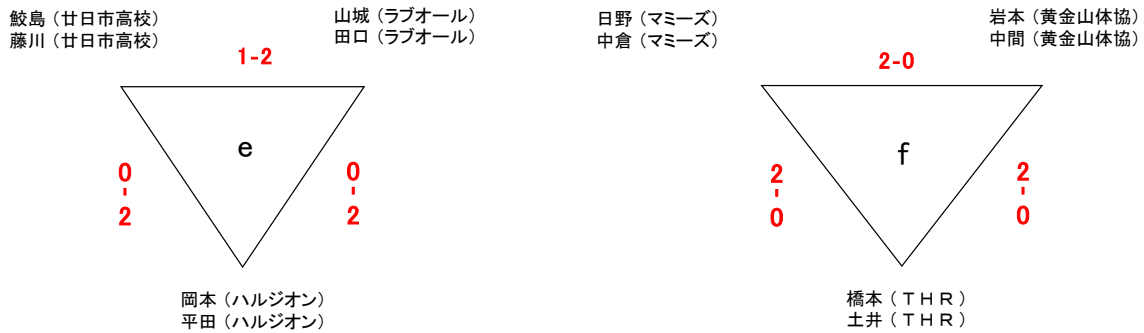 鮫島（廿日市高校）
藤川（廿日市高校）
山城（ラブオール）
田口（ラブオール）
1-2
e
0-2
0-2
岡本（ハルジオン）
平田（ハルジオン）
日野（マミーズ）
中倉（マミーズ）
岩本（黄金山体協）
中間（黄金山体協）
2-0
f
2-0
2-0
橋本（ＴＨＲ）
土井（ＴＨＲ）